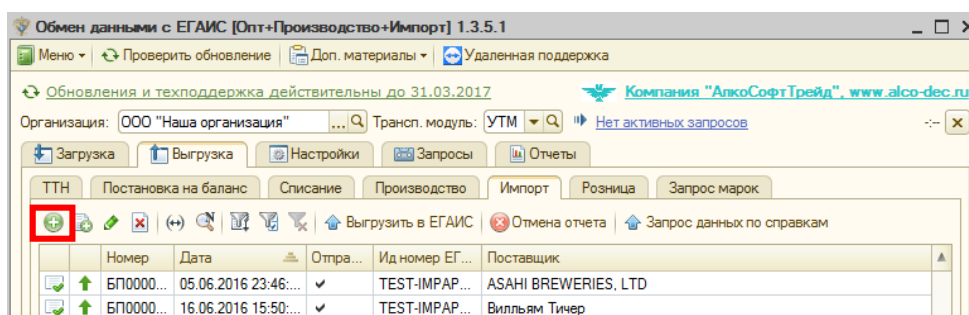 Обмен данными с ЕГАИС [Опт+Производство+Импорт] 1.3.5.1
Меню Проверить обновление Доп. материалы Удаленная поддержка
Обновления и техподдержка действительны до 31.03.2017 Компания "АлкоСофтТрейд", www.alco-dec.ru
Организация: ООО "Наша организация" ... Трансп. модуль: УТМ Нет активных запросов -:-
Загрузка Выгрузка Настройки Запросы Отчеты
ТТН Постановка на баланс Списание Производство Импорт Розница Запрос марок
Выгрузить в ЕГАИС Отмена отчета Запрос данных по справкам
Номер Дата Отпра... Ид номер ЕГ... Поставщик
БП0000... 05.06.2016 23:46:... TEST-IMPAP... ASAHI BREWERIES, LTD
БП0000... 16.06.2016 15:50:... TEST-IMPAP... Вилльям Тичер